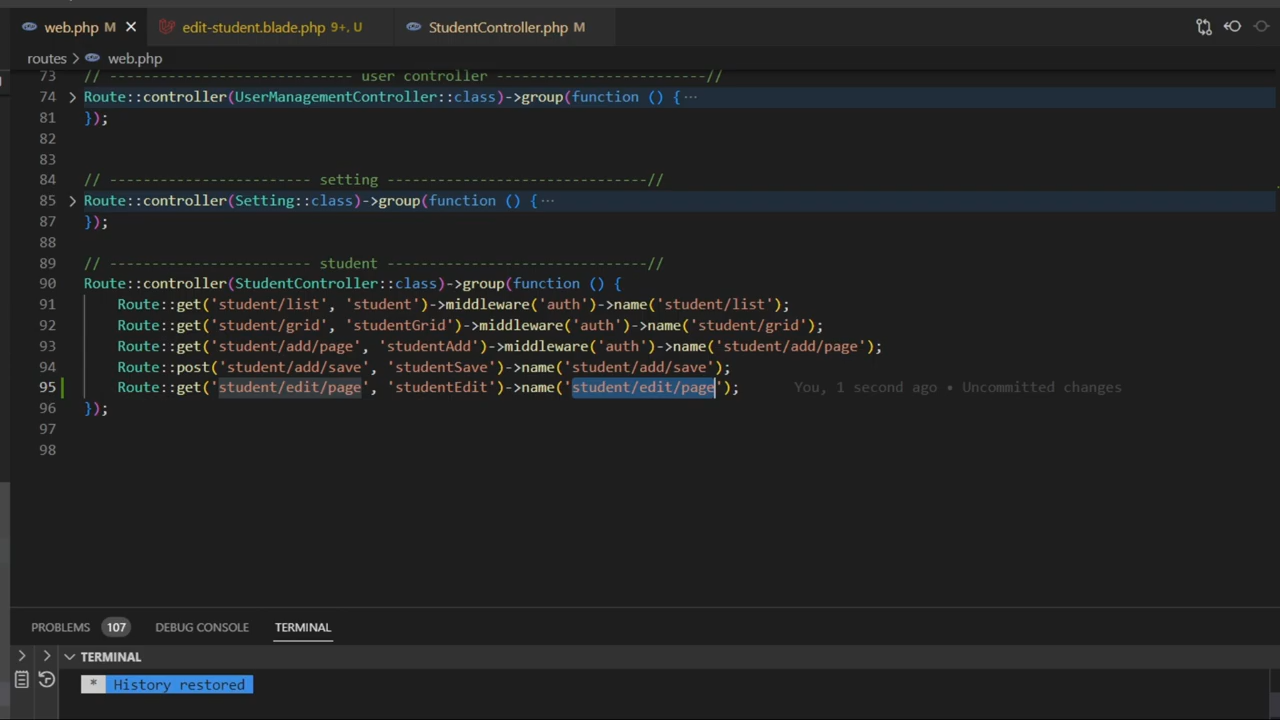 web.php M
edit-student.blade.php 9+, U
StudentController.php M
routes > web.php
73 // ----------------------------- user controller -------------------------//
74 Route::controller(UserManagementController::class)->group(function () { ···
81 });
82
83
84 // ------------------------ setting -------------------------------//
85 Route::controller(Setting::class)->group(function () { ···
87 });
88
89 // ------------------------ student -------------------------------//
90 Route::controller(StudentController::class)->group(function () {
91 Route::get('student/list', 'student')->middleware('auth')->name('student/list');
92 Route::get('student/grid', 'studentGrid')->middleware('auth')->name('student/grid');
93 Route::get('student/add/page', 'studentAdd')->middleware('auth')->name('student/add/page');
94 Route::post('student/add/save', 'studentSave')->name('student/add/save');
95 Route::get('student/edit/page', 'studentEdit')->name('student/edit/page'); You, 1 second ago • Uncommitted changes
96 });
97
98
PROBLEMS 107 DEBUG CONSOLE TERMINAL
TERMINAL
* History restored